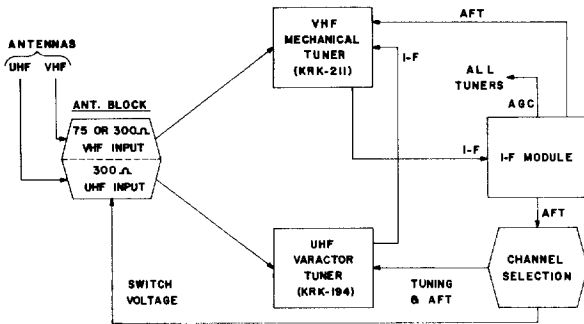 ANTENNAS
UHF VHF
ANT. BLOCK
75 OR 300Ω
VHF INPUT
300Ω
UHF INPUT
SWITCH
VOLTAGE
VHF
MECHANICAL
TUNER
(KRK-211)
AFT
I-F
ALL
TUNERS
AGC
I-F
I-F MODULE
AFT
UHF
VARACTOR
TUNER
(KRK-194)
TUNING
& AFT
CHANNEL
SELECTION